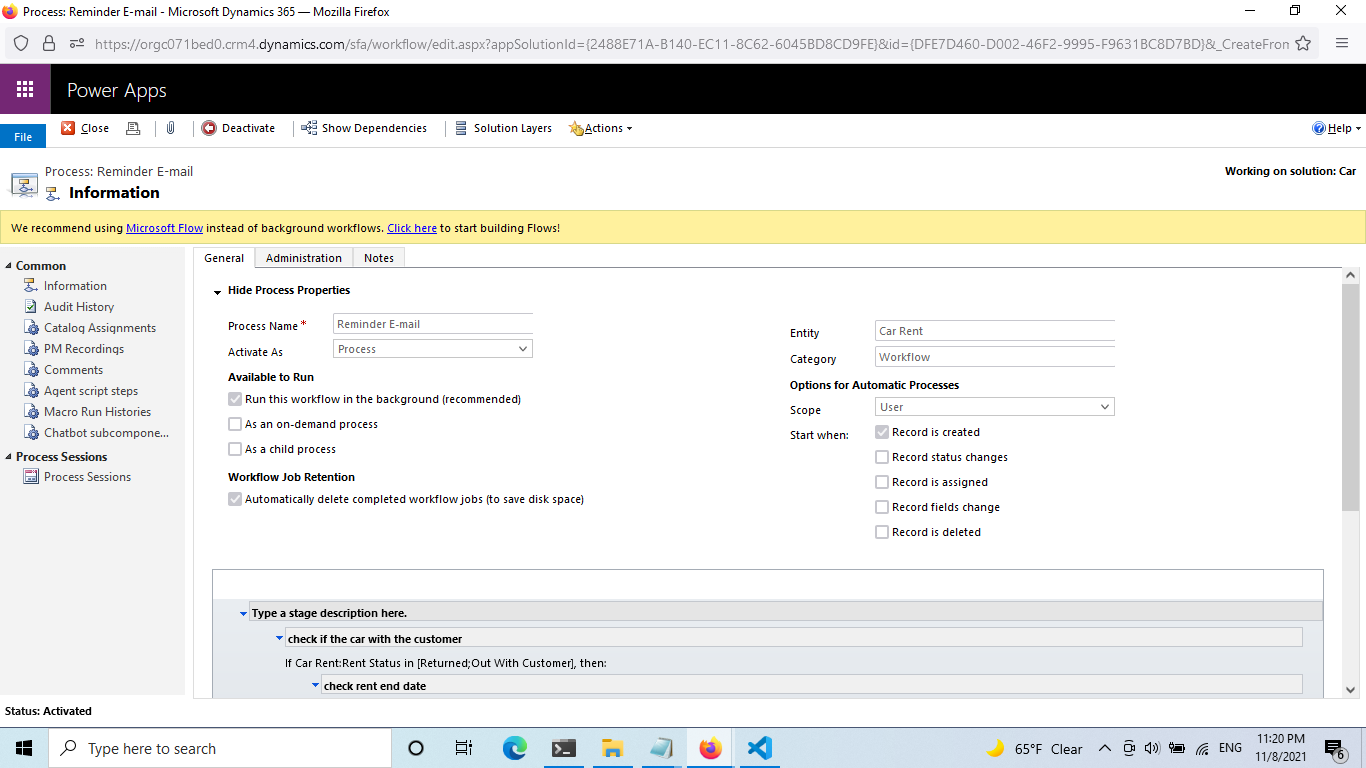 Process: Reminder E-mail - Microsoft Dynamics 365 — Mozilla Firefox
https://orgc071bed0.crm4.dynamics.com/sfa/workflow/edit.aspx?appSolutionId={2488E71A-B140-EC11-8C62-6045BD8CD9FE}&id={DFE7D460-D002-46F2-9995-F9631BC8D7BD}&_CreateFron
Power Apps
File
Close
Deactivate
Show Dependencies
Solution Layers
Actions
Help
Process: Reminder E-mail
Information
Working on solution: Car
We recommend using Microsoft Flow instead of background workflows. Click here to start building Flows!
Common
Information
Audit History
Catalog Assignments
PM Recordings
Comments
Agent script steps
Macro Run Histories
Chatbot subcompone...
Process Sessions
Process Sessions
General
Administration
Notes
Hide Process Properties
Process Name *
Reminder E-mail
Activate As
Process
Available to Run
Run this workflow in the background (recommended)
As an on-demand process
As a child process
Workflow Job Retention
Automatically delete completed workflow jobs (to save disk space)
Entity
Car Rent
Category
Workflow
Options for Automatic Processes
Scope
User
Start when:
Record is created
Record status changes
Record is assigned
Record fields change
Record is deleted
Type a stage description here.
check if the car with the customer
If Car Rent:Rent Status in [Returned;Out With Customer], then:
check rent end date
Status: Activated
Type here to search
65°F Clear
ENG
11:20 PM
11/8/2021
6